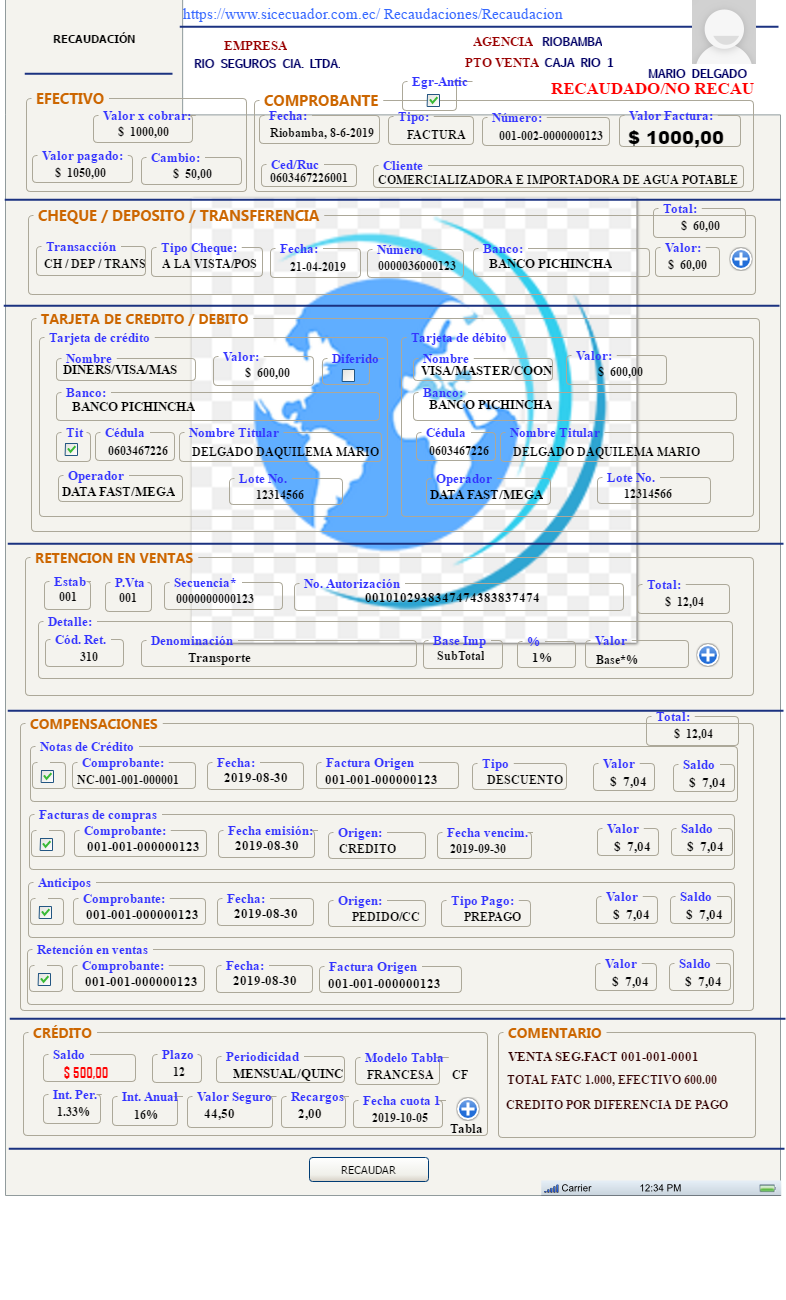 https://www.sicecuador.com.ec/ Recaudaciones/Recaudacion
RECAUDACIÓN
EMPRESA
RIO SEGUROS CIA. LTDA.
AGENCIA RIOBAMBA
PTO VENTA CAJA RIO 1
MARIO DELGADO
Egr-Antic
RECAUDADO/NO RECAU
EFECTIVO
Valor x cobrar:
$ 1000,00
Valor pagado:
$ 1050,00
Cambio:
$ 50,00
COMPROBANTE
Fecha:
Riobamba, 8-6-2019
Tipo:
FACTURA
Número:
001-002-0000000123
Valor Factura:
$ 1000,00
Ced/Ruc
0603467226001
Cliente
COMERCIALIZADORA E IMPORTADORA DE AGUA POTABLE
CHEQUE / DEPOSITO / TRANSFERENCIA
Total:
$ 60,00
Transacción
CH / DEP / TRANS
Tipo Cheque:
A LA VISTA/POS
Fecha:
21-04-2019
Número
0000036000123
Banco:
BANCO PICHINCHA
Valor:
$ 60,00
TARJETA DE CREDITO / DEBITO
Tarjeta de crédito
Nombre
DINERS/VISA/MAS
Valor:
$ 600,00
Diferido
Banco:
BANCO PICHINCHA
Tit
Cédula
0603467226
Nombre Titular
DELGADO DAQUILEMA MARIO
Operador
DATA FAST/MEGA
Lote No.
12314566
Tarjeta de débito
Nombre
VISA/MASTER/COON
Valor:
$ 600,00
Banco:
BANCO PICHINCHA
Cédula
0603467226
Nombre Titular
DELGADO DAQUILEMA MARIO
Operador
DATA FAST/MEGA
Lote No.
12314566
RETENCION EN VENTAS
Estab
001
P.Vta
001
Secuencia*
0000000000123
No. Autorización
0010102938347474383837474
Total:
$ 12,04
Detalle:
Cód. Ret.
310
Denominación
Transporte
Base Imp
SubTotal
%
1%
Valor
Base*%
COMPENSACIONES
Total:
$ 12,04
Notas de Crédito
Comprobante:
NC-001-001-000001
Fecha:
2019-08-30
Factura Origen
001-001-000000123
Tipo
DESCUENTO
Valor
$ 7,04
Saldo
$ 7,04
Facturas de compras
Comprobante:
001-001-000000123
Fecha emisión:
2019-08-30
Origen:
CREDITO
Fecha vencim.
2019-09-30
Valor
$ 7,04
Saldo
$ 7,04
Anticipos
Comprobante:
001-001-000000123
Fecha:
2019-08-30
Origen:
PEDIDO/CC
Tipo Pago:
PREPAGO
Valor
$ 7,04
Saldo
$ 7,04
Retención en ventas
Comprobante:
001-001-000000123
Fecha:
2019-08-30
Factura Origen
001-001-000000123
Valor
$ 7,04
Saldo
$ 7,04
CRÉDITO
Saldo
$ 500,00
Plazo
12
Periodicidad
MENSUAL/QUINC
Modelo Tabla
FRANCESA
CF
Int. Per.
1.33%
Int. Anual
16%
Valor Seguro
44,50
Recargos
2,00
Fecha cuota 1
2019-10-05
Tabla
COMENTARIO
VENTA SEG.FACT 001-001-0001
TOTAL FATC 1.000, EFECTIVO 600.00
CREDITO POR DIFERENCIA DE PAGO
RECAUDAR
Carrier
12:34 PM